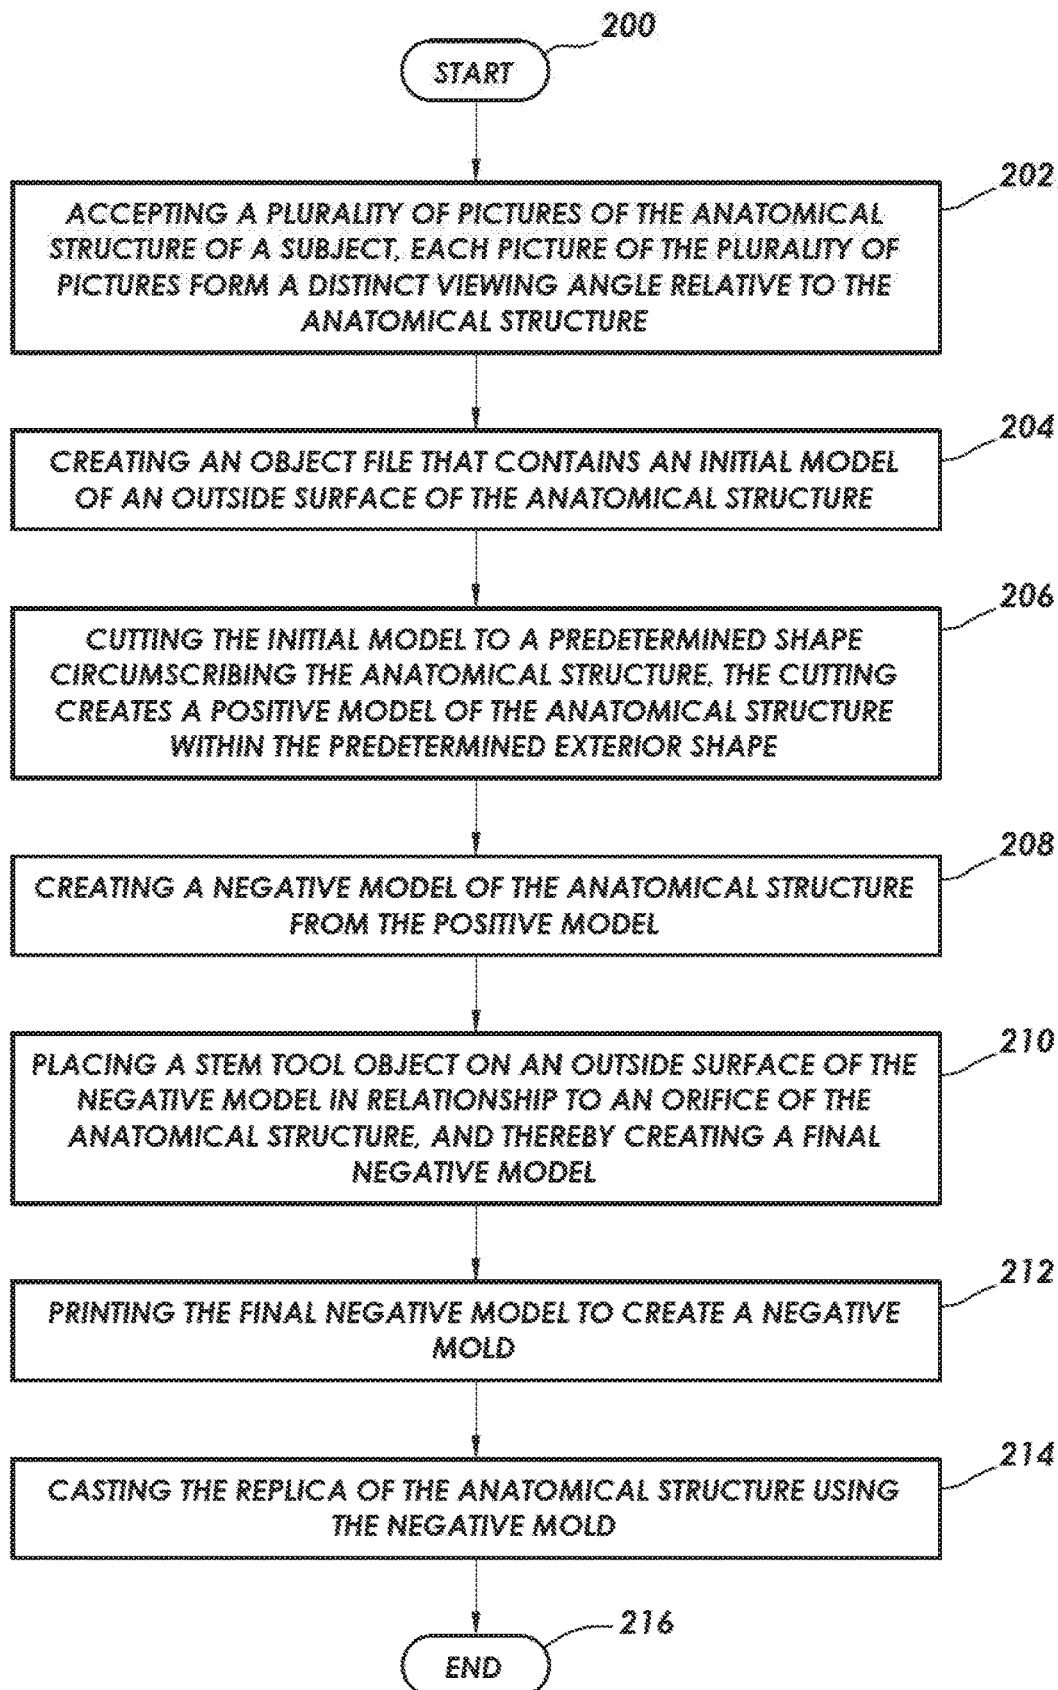 200
START
202
ACCEPTING A PLURALITY OF PICTURES OF THE ANATOMICAL
STRUCTURE OF A SUBJECT, EACH PICTURE OF THE PLURALITY OF
PICTURES FORM A DISTINCT VIEWING ANGLE RELATIVE TO THE
ANATOMICAL STRUCTURE
204
CREATING AN OBJECT FILE THAT CONTAINS AN INITIAL MODEL
OF AN OUTSIDE SURFACE OF THE ANATOMICAL STRUCTURE
206
CUTTING THE INITIAL MODEL TO A PREDETERMINED SHAPE
CIRCUMSCRIBING THE ANATOMICAL STRUCTURE, THE CUTTING
CREATES A POSITIVE MODEL OF THE ANATOMICAL STRUCTURE
WITHIN THE PREDETERMINED EXTERIOR SHAPE
208
CREATING A NEGATIVE MODEL OF THE ANATOMICAL STRUCTURE
FROM THE POSITIVE MODEL
210
PLACING A STEM TOOL OBJECT ON AN OUTSIDE SURFACE OF THE
NEGATIVE MODEL IN RELATIONSHIP TO AN ORIFICE OF THE
ANATOMICAL STRUCTURE, AND THEREBY CREATING A FINAL
NEGATIVE MODEL
212
PRINTING THE FINAL NEGATIVE MODEL TO CREATE A NEGATIVE
MOLD
214
CASTING THE REPLICA OF THE ANATOMICAL STRUCTURE USING
THE NEGATIVE MOLD
216
END